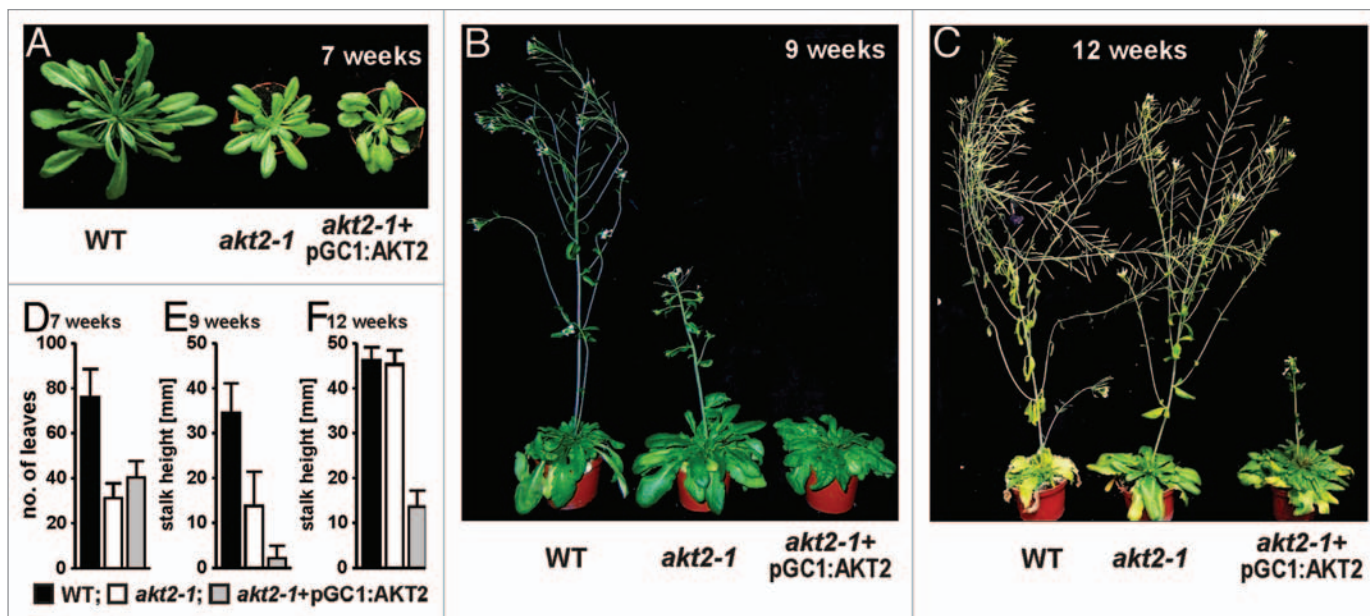 A
7 weeks
WT
akt2-1
akt2-1+
pGC1:AKT2
B
9 weeks
WT
akt2-1
akt2-1+
pGC1:AKT2
C
12 weeks
WT
akt2-1
akt2-1+
pGC1:AKT2
D 7 weeks
no. of leaves
100
80
60
40
20
0
E 9 weeks
stalk height [mm]
50
40
30
20
10
0
F 12 weeks
stalk height [mm]
50
40
30
20
10
0
WT; akt2-1; akt2-1+pGC1:AKT2